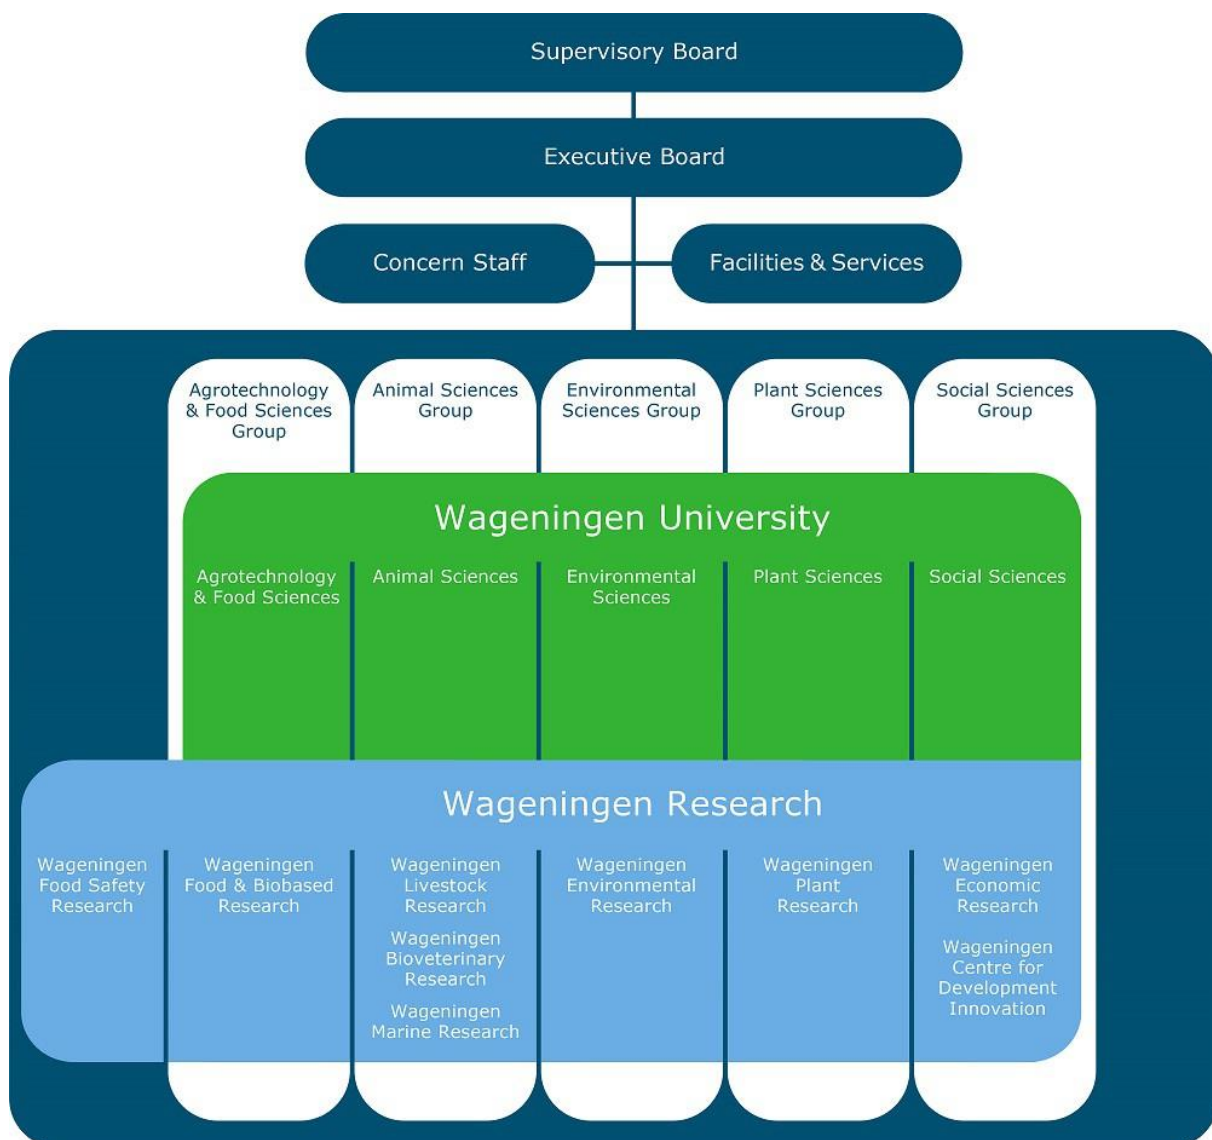 Supervisory Board
Executive Board
Concern Staff
Facilities & Services
Agrotechnology
& Food Sciences
Group
Animal Sciences
Group
Environmental
Sciences Group
Plant Sciences
Group
Social Sciences
Group
Wageningen University
Agrotechnology
& Food Sciences
Animal Sciences
Environmental
Sciences
Plant Sciences
Social Sciences
Wageningen Research
Wageningen
Food Safety
Research
Wageningen
Food & Biobased
Research
Wageningen
Livestock
Research
Wageningen
Bioveterinary
Research
Wageningen
Marine Research
Wageningen
Environmental
Research
Wageningen
Plant
Research
Wageningen
Economic
Research
Wageningen
Centre for
Development
Innovation